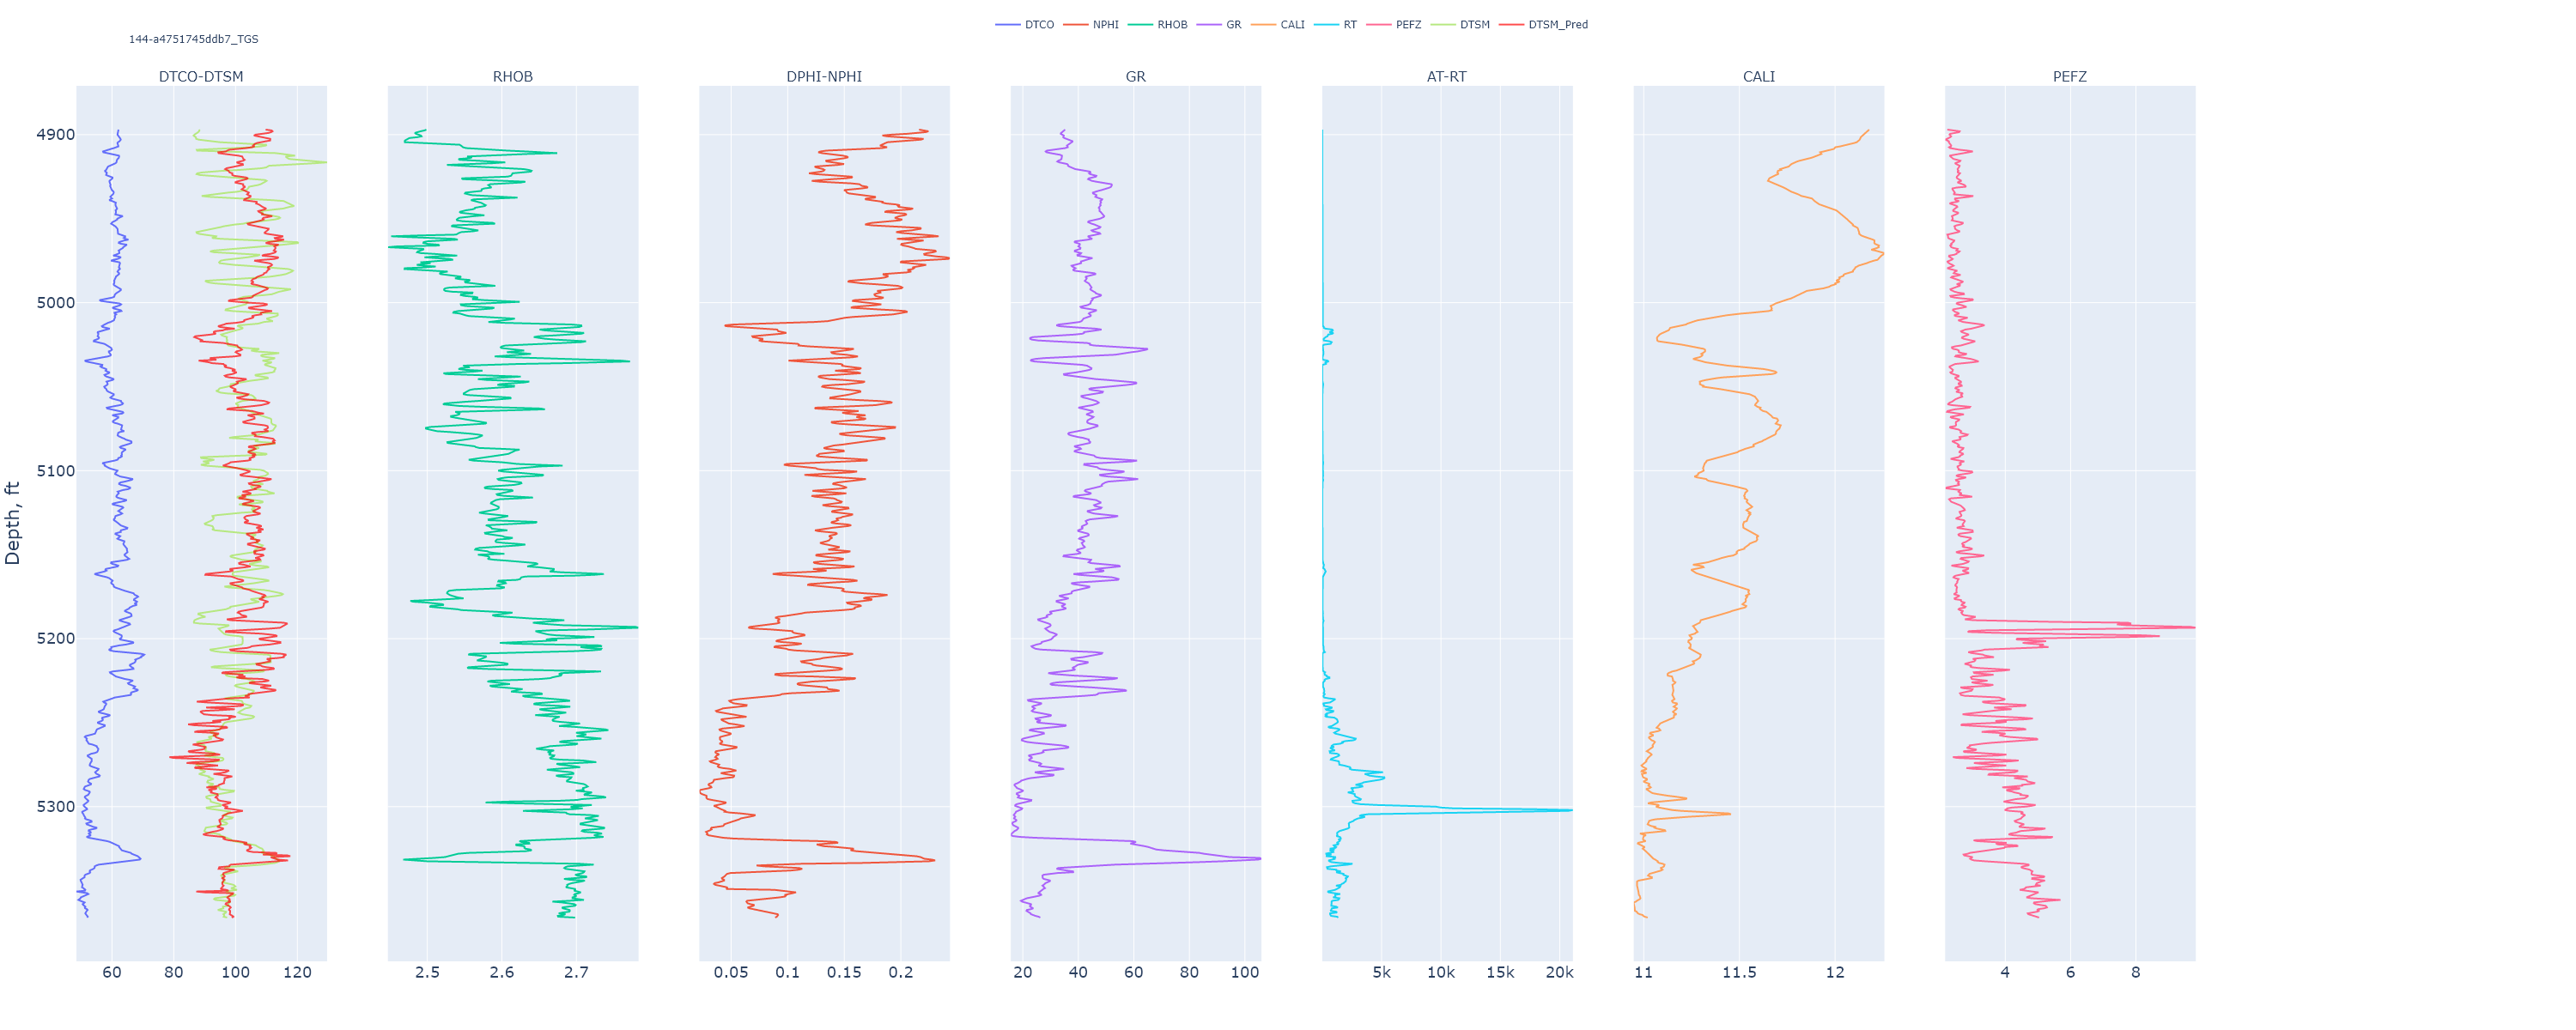 DTCO NPHI RHOB GR CALI RT PEFZ DTSM DTSM_Pred
144-a4751745ddb7_TGS
DTCO-DTSM RHOB DPHI-NPHI GR AT-RT CALI PEFZ
Depth, ft
4900
5000
5100
5200
5300
60 80 100 120 2.5 2.6 2.7 0.05 0.1 0.15 0.2 20 40 60 80 100 5k 10k 15k 20k 11 11.5 12 4 6 8